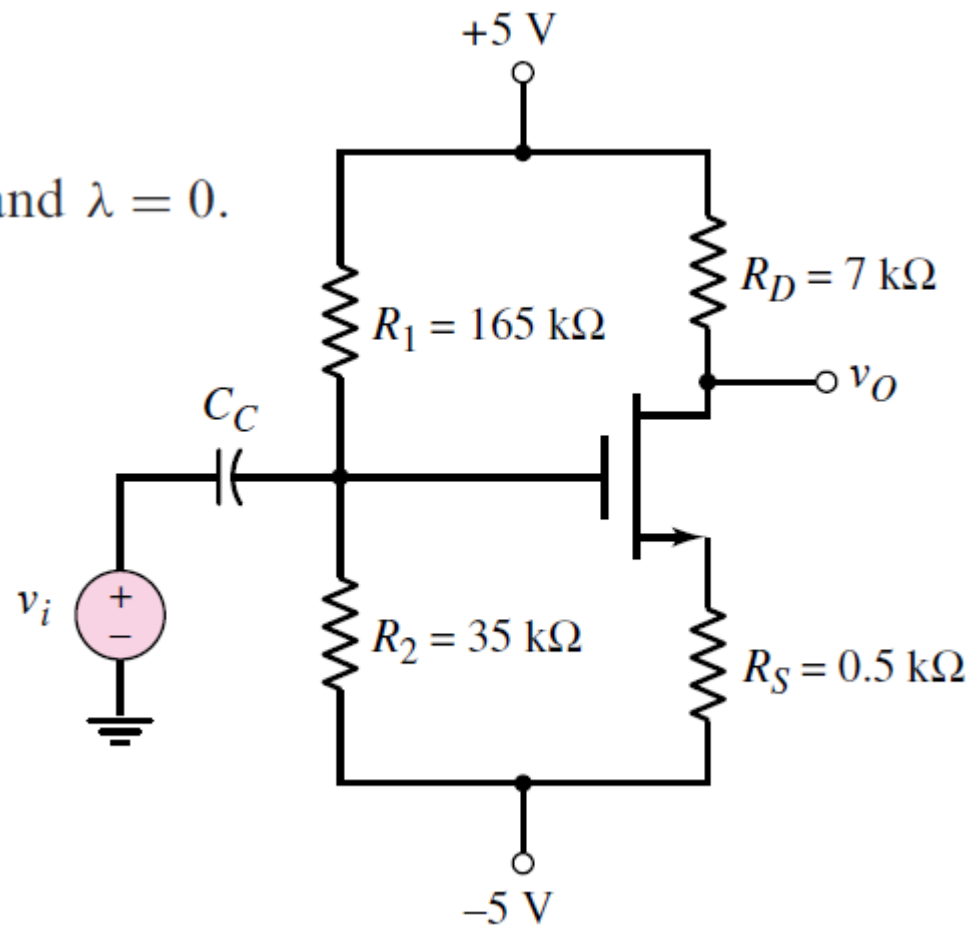 +5 V
and λ = 0.
R_D = 7 kΩ
R_1 = 165 kΩ
v_O
C_C
v_i
+
−
R_2 = 35 kΩ
R_S = 0.5 kΩ
–5 V